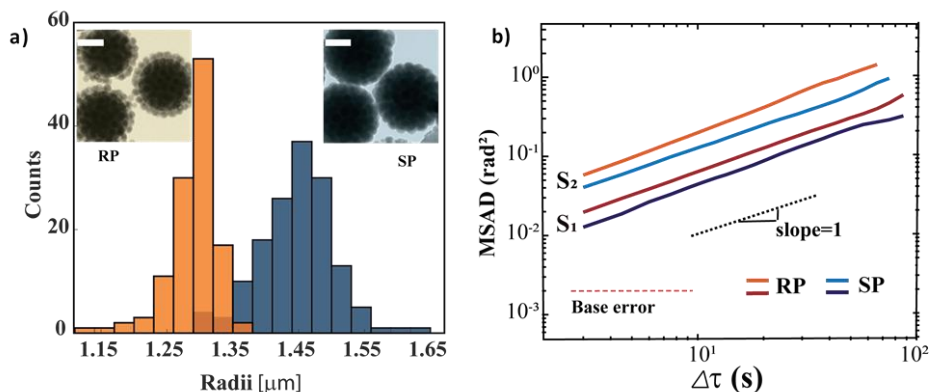 a)
60
40
20
0
Counts
RP
SP
1.15 1.25 1.35 1.45 1.55 1.65
Radii [μm]
b)
MSAD (rad²)
10⁰
10⁻¹
10⁻²
10⁻³
S₂
S₁
slope=1
RP SP
Base error
10¹ 10²
Δτ (s)